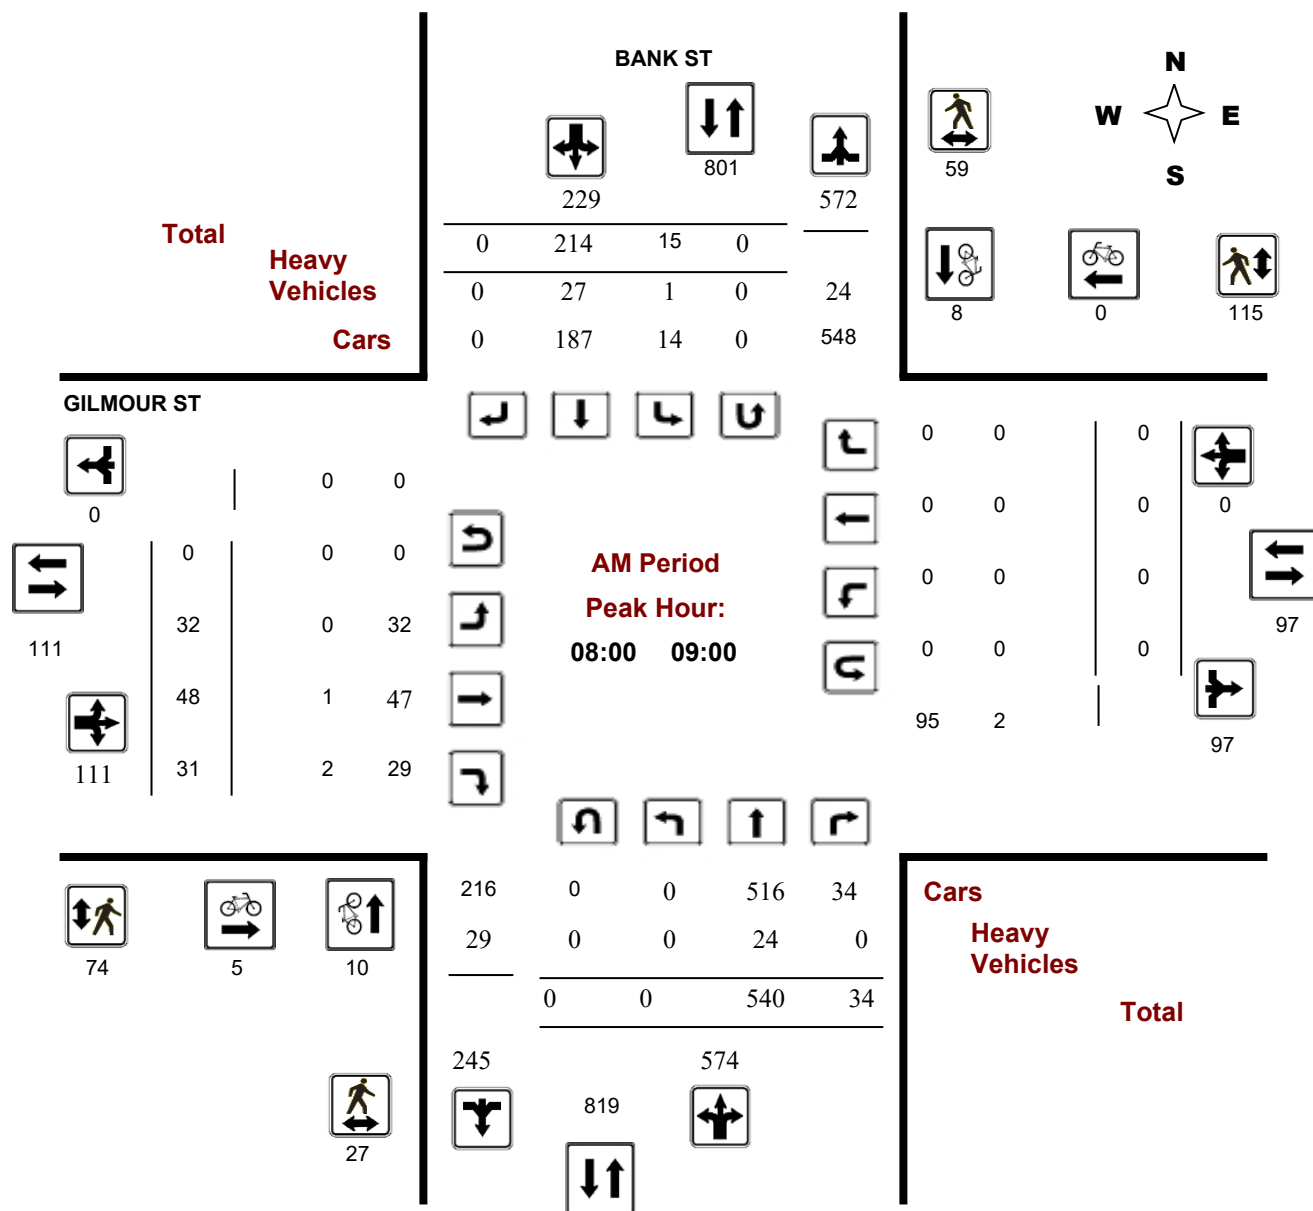 BANK ST
N
W E
S
801
59
229 572
Total
0 214 15 0
Heavy
Vehicles
0 27 1 0 24
Cars
0 187 14 0 548
8 0 115
GILMOUR ST
0 0 0
0 0
0
0 0 0 0
0 0 0
AM Period
0 0 0
Peak Hour:
32 0 32
97
111
08:00 09:00
0 0 0
48 1 47
95 2
97
111
31 2 29
216 0 0 516 34
Cars
29 0 0 24 0
Heavy
Vehicles
74 5 10
0 0 540 34
Total
245 574
819
27